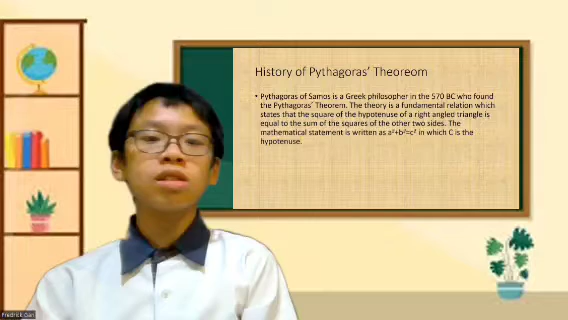 History of Pythagoras' Theoreom
• Pythagoras of Samos is a Greek philosopher in the 570 BC who found
the Pythagoras' Theorem. The theory is a fundamental relation which
states that the square of the hypotenuse of a right angled triangle is
equal to the sum of the squares of the other two sides. The
mathematical statement is written as a²+b²=c² in which C is the
hypotenuse.